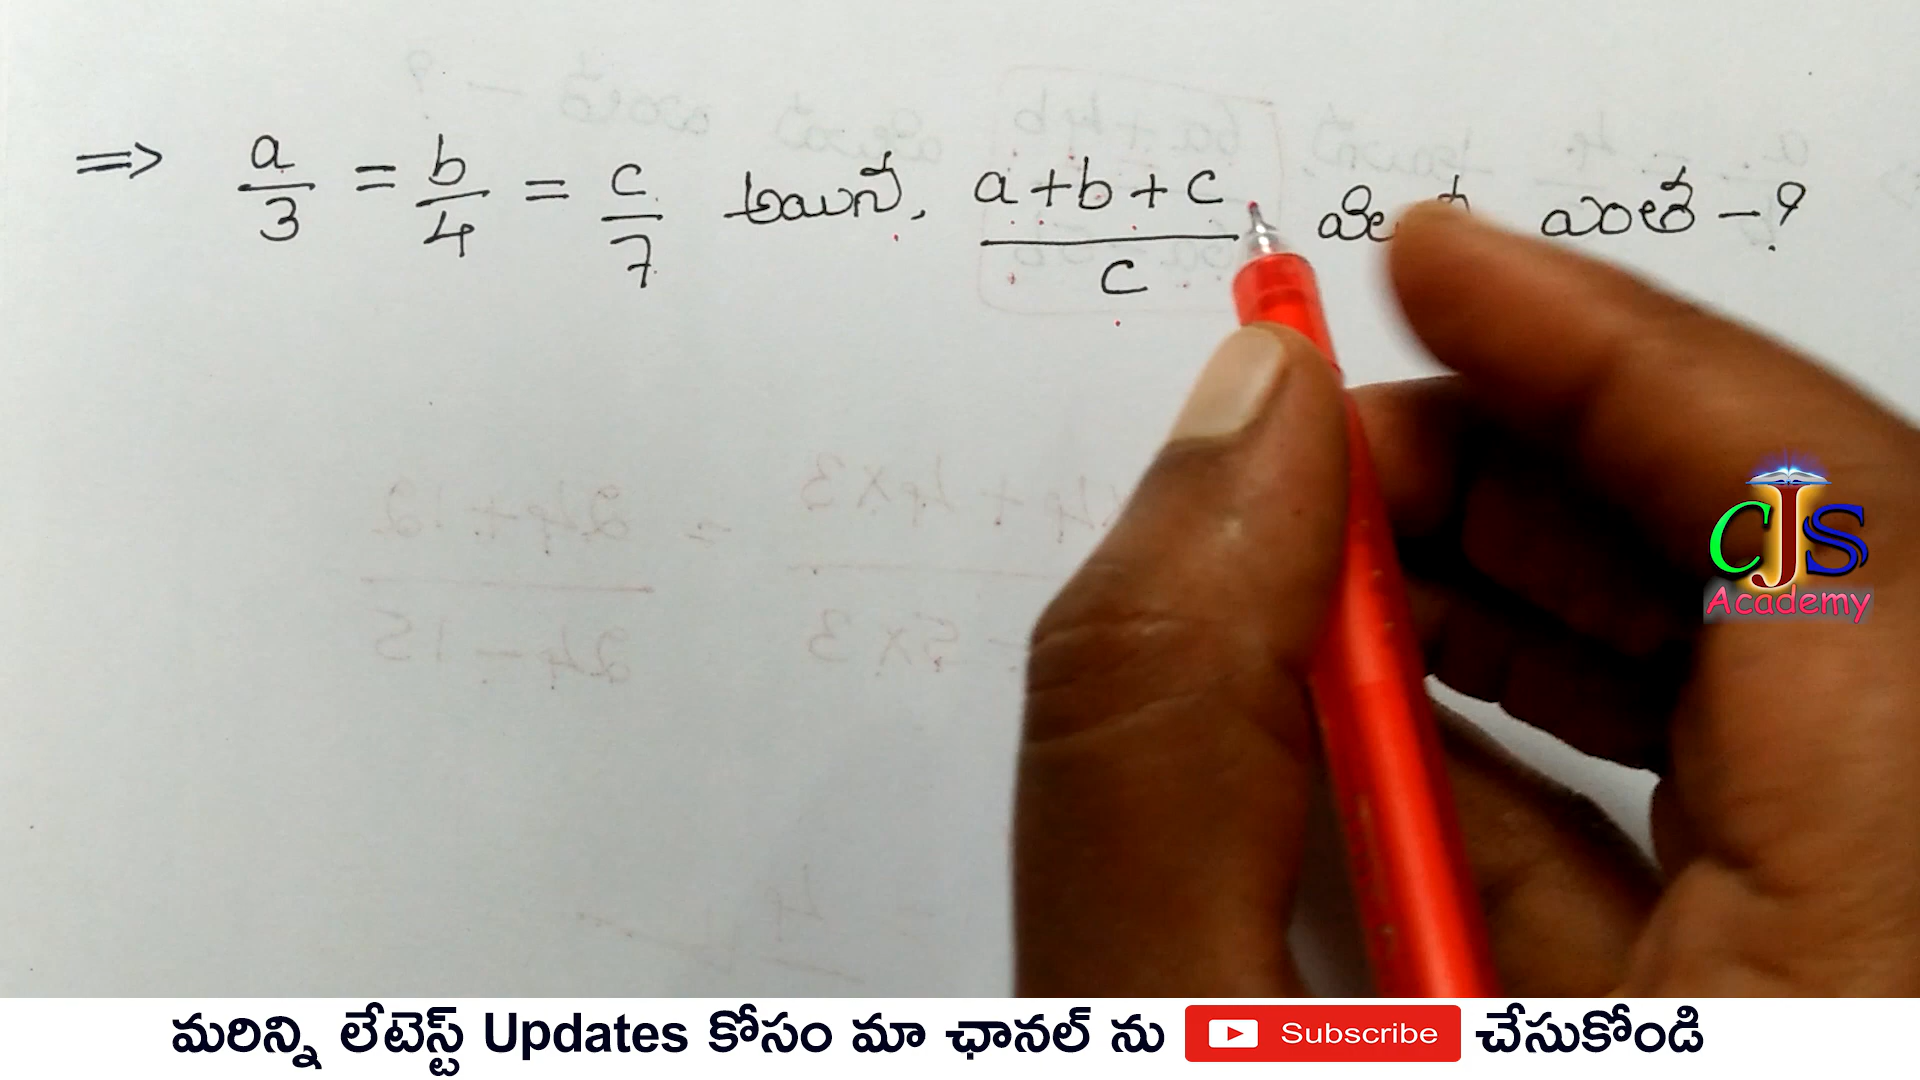 ⇒ a/3 = b/4 = c/7 అయిన, (a+b+c)/c ఎంత – ?
CJS
Academy
మరిన్ని లేటెస్ట్ Updates కోసం మా ఛానల్ ను Subscribe చేసుకోండి